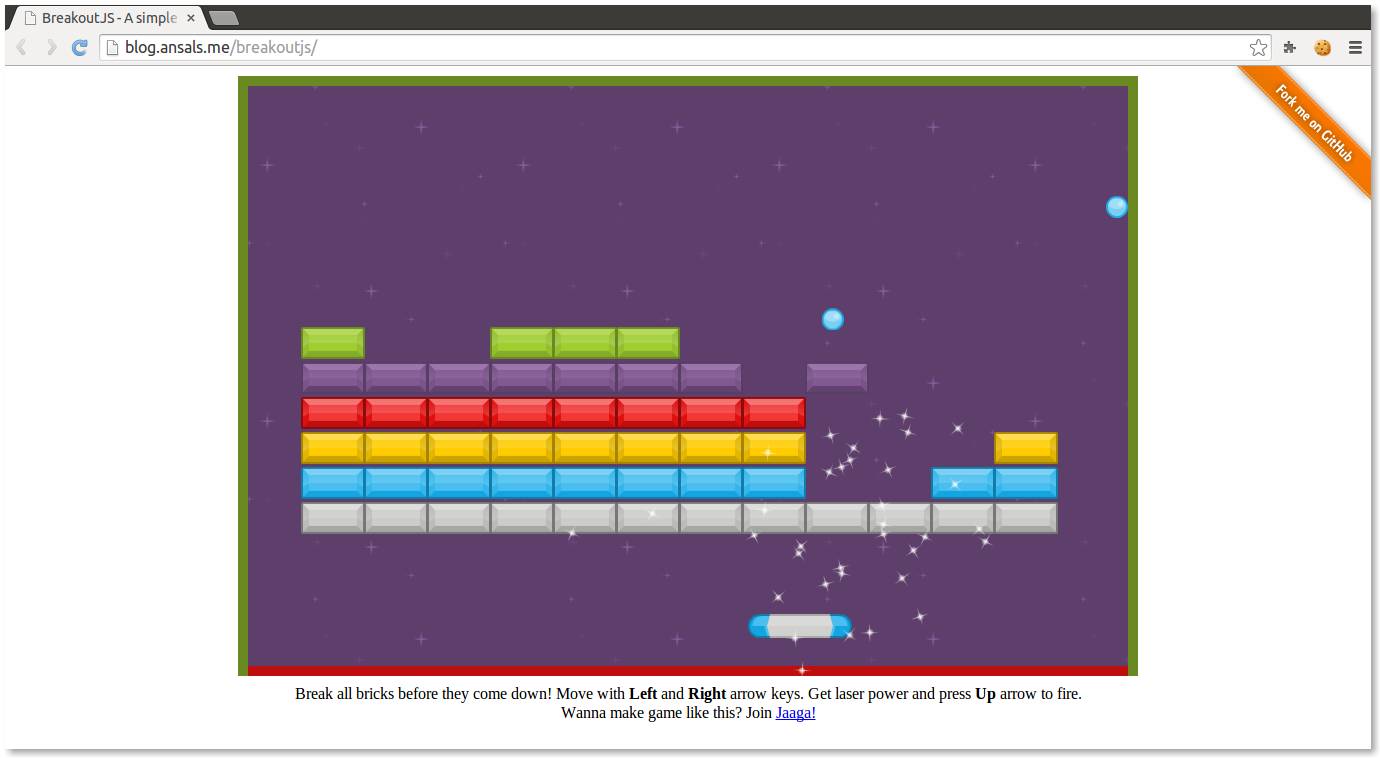 BreakoutJS - A simple
blog.ansals.me/breakoutjs/
Fork me on GitHub
Break all bricks before they come down! Move with Left and Right arrow keys. Get laser power and press Up arrow to fire.
Wanna make game like this? Join Jaaga!